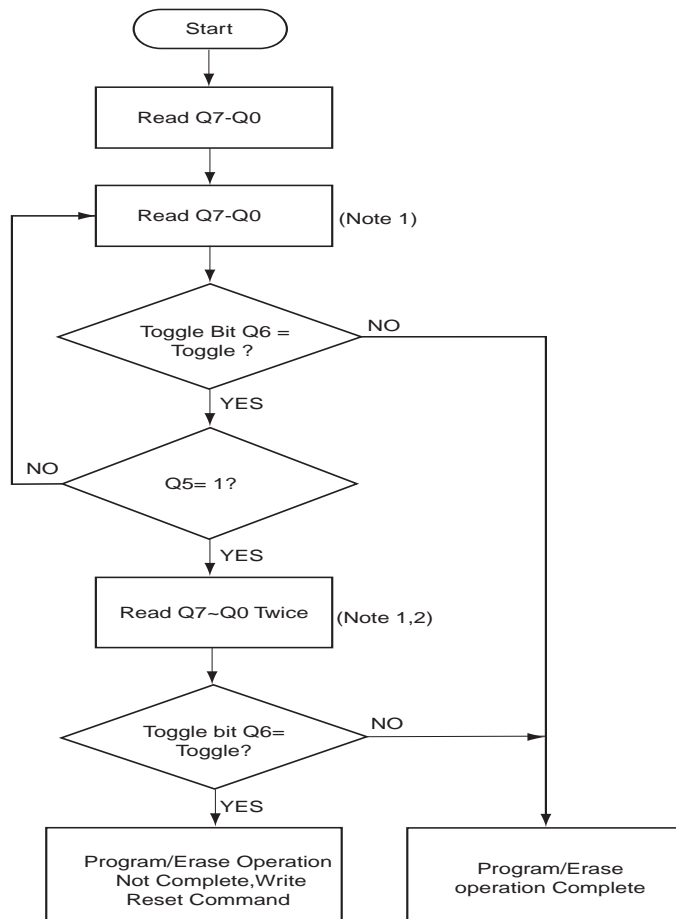 Start
Read Q7-Q0
Read Q7-Q0
(Note 1)
Toggle Bit Q6 =
Toggle ?
NO
YES
NO
Q5= 1?
YES
Read Q7~Q0 Twice
(Note 1,2)
Toggle bit Q6=
Toggle?
NO
YES
Program/Erase Operation
Not Complete,Write
Reset Command
Program/Erase
operation Complete